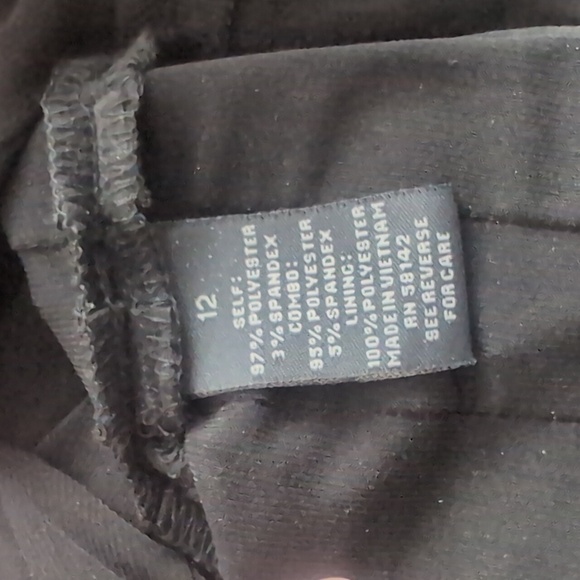 12
SELF:
97% POLYESTER
3% SPANDEX
COMBO:
95% POLYESTER
5% SPANDEX
LINING:
100% POLYESTER
MADE IN VIETNAM
RN 58142
SEE REVERSE
FOR CARE